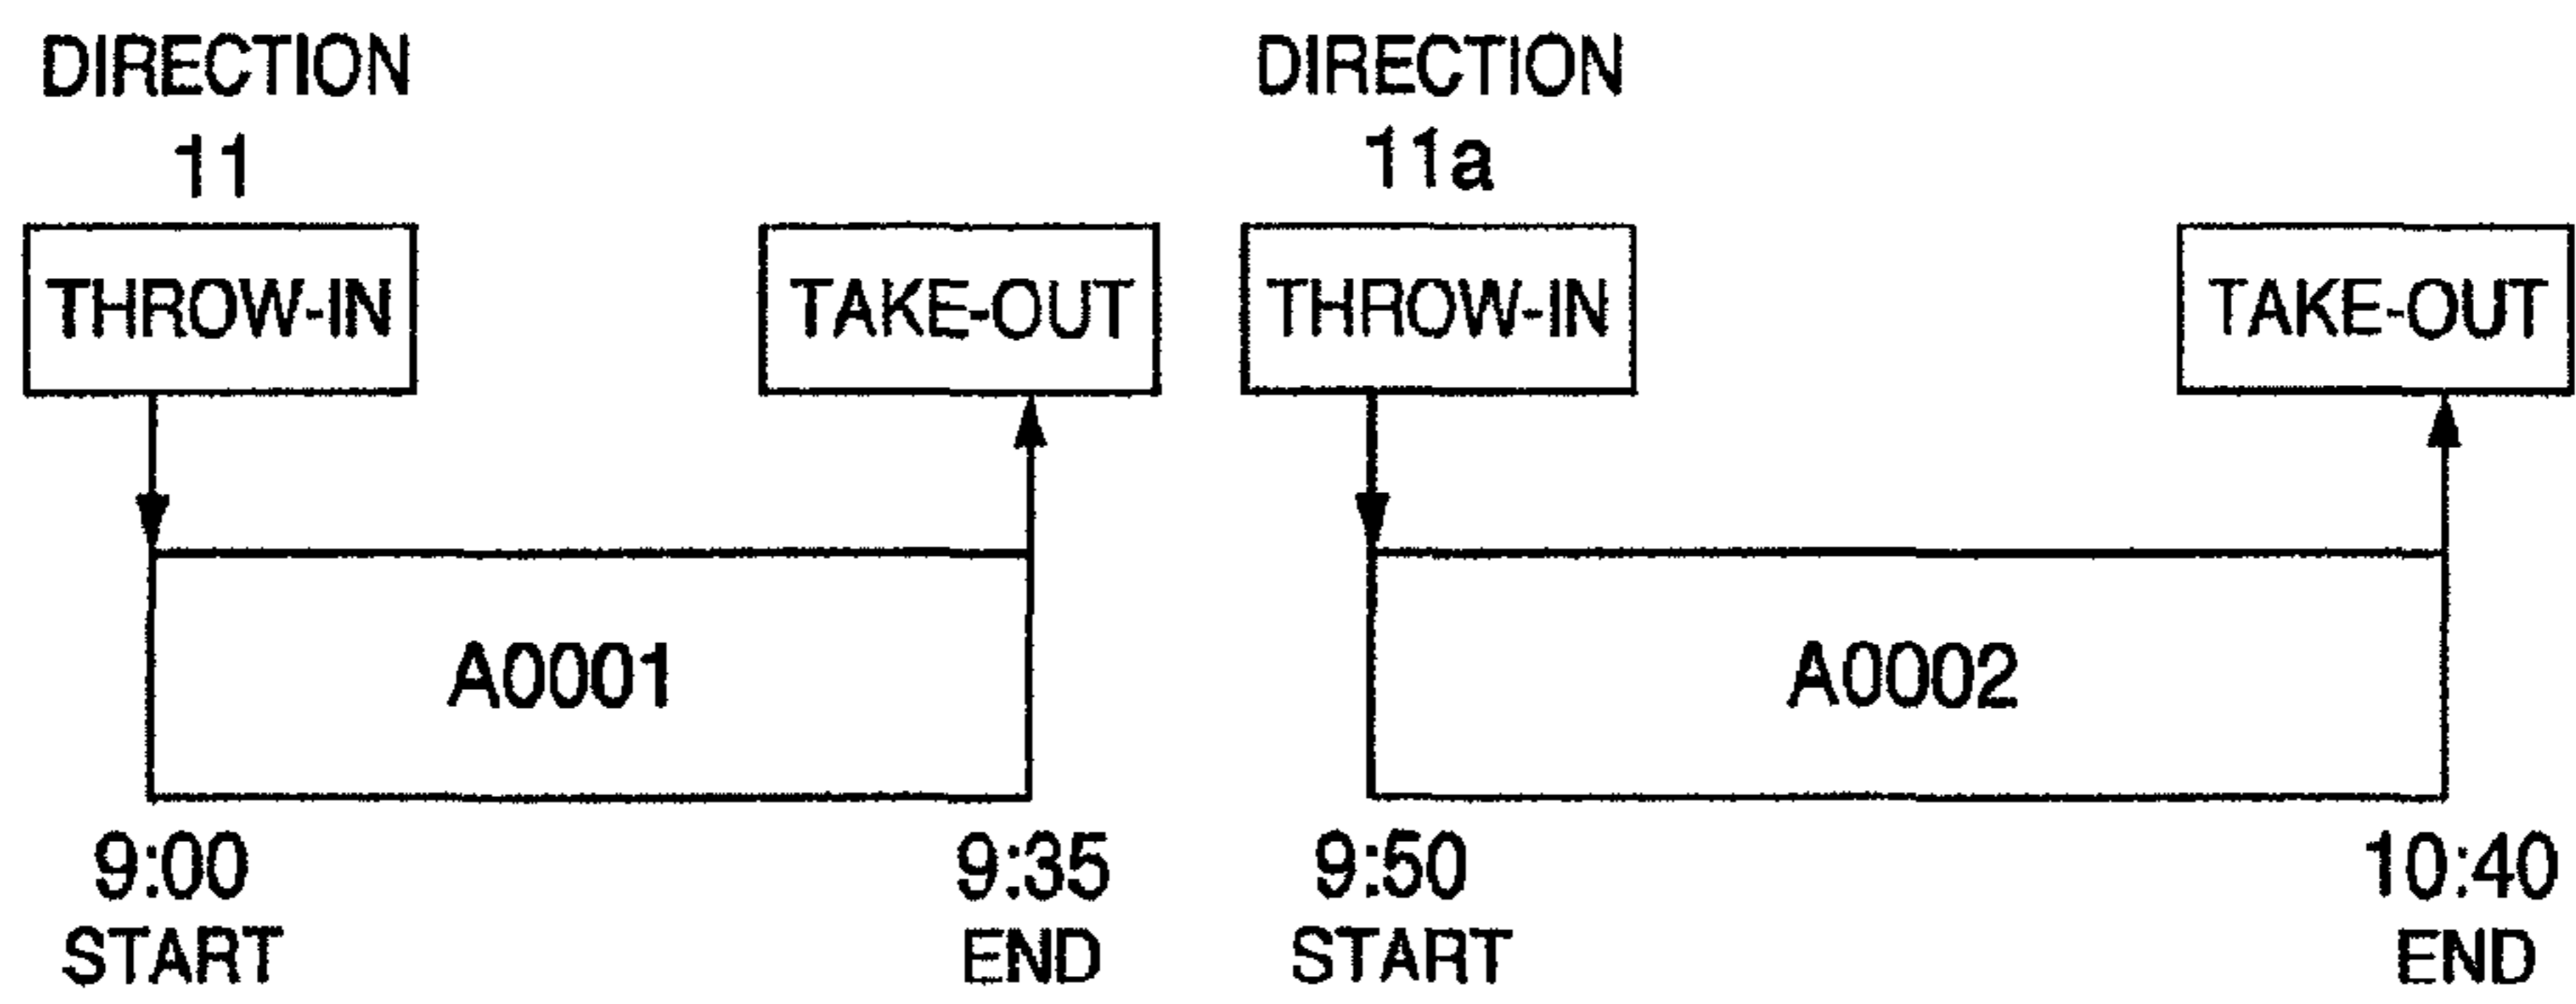 DIRECTION DIRECTION
11 11a
THROW-IN TAKE-OUT THROW-IN TAKE-OUT
A0001 A0002
9:00 9:35 9:50 10:40
START END START END